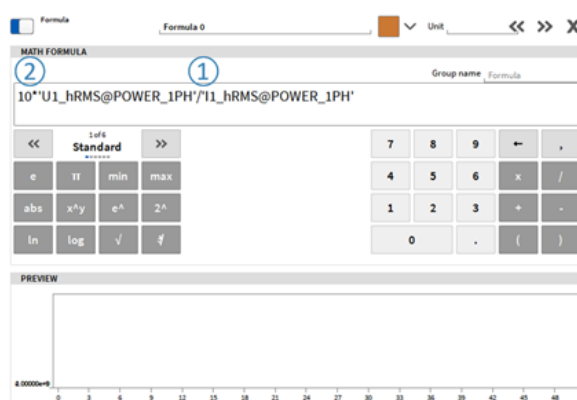 Formula
Formula 0
Unit
« » X
MATH FORMULA
② ①
Group name Formula
10*'U1_hRMS@POWER_1PH'/'I1_hRMS@POWER_1PH'
« 1 of 6 »
Standard
7 8 9 ← ,
e π min max 4 5 6 x /
abs x^y e^ 2^ 1 2 3 + -
ln log √ ∛ 0 . ( )
PREVIEW
0 3 6 9 12 15 18 21 24 27 30 33 36 39 42 45 48